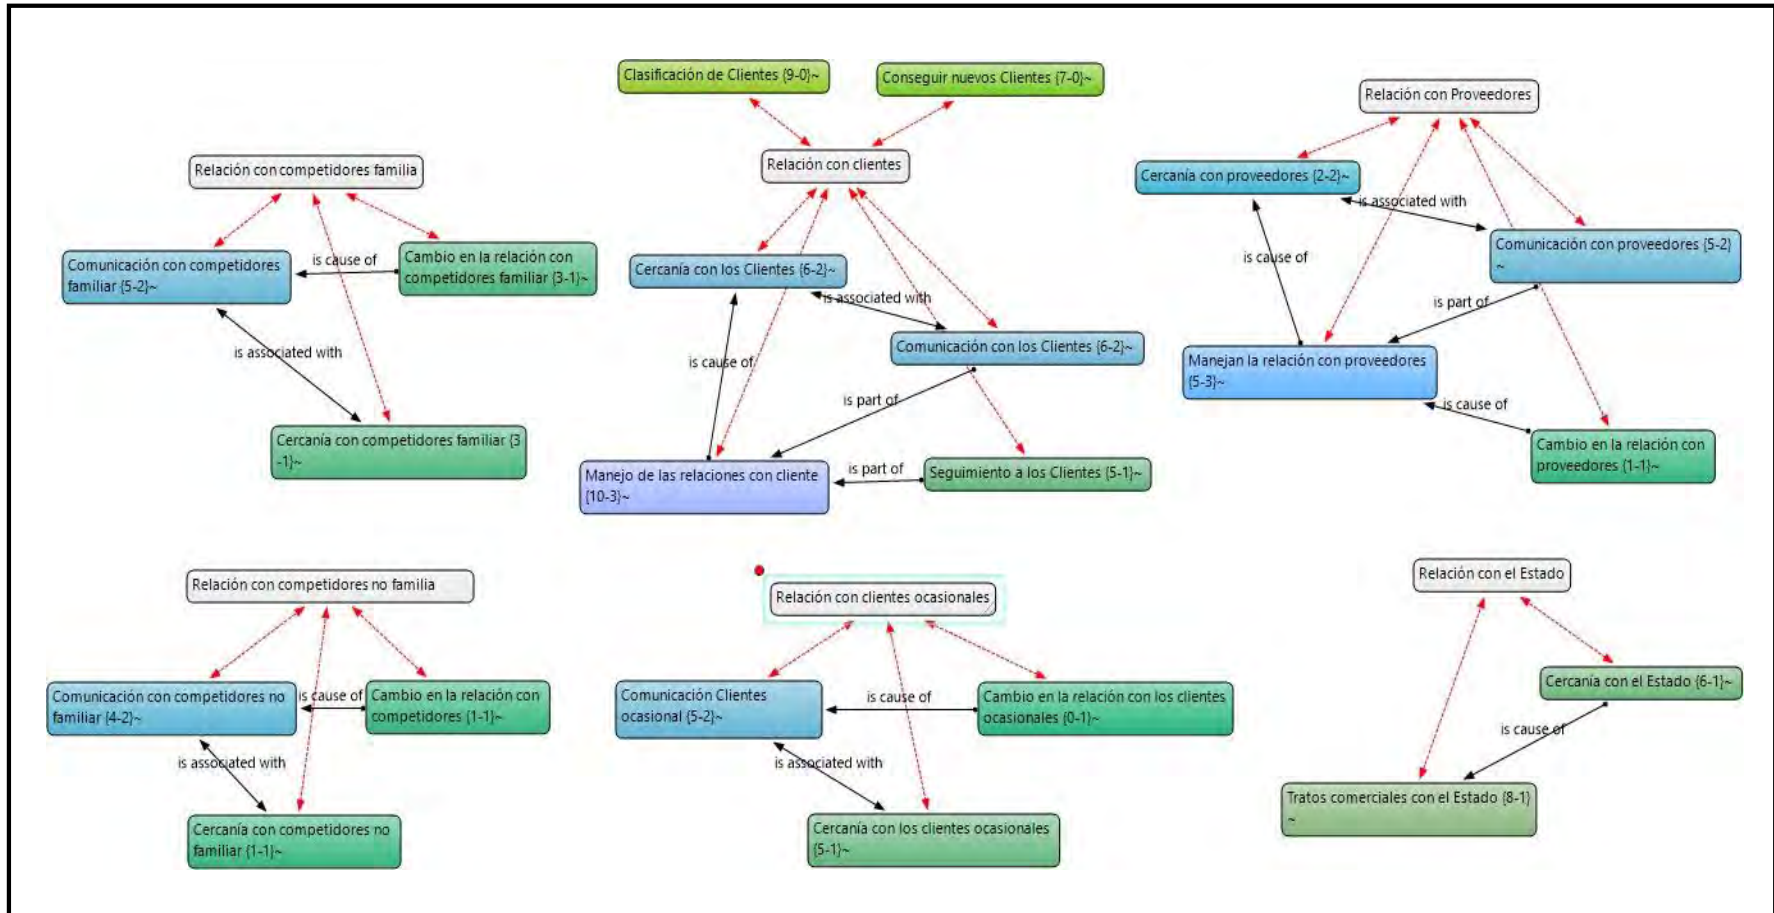 Clasificación de Clientes {9-0}~
Conseguir nuevos Clientes {7-0}~
Relación con clientes
Cercanía con los Clientes {6-2}~
is associated with
Comunicación con los Clientes {6-2}~
is cause of
is part of
Manejo de las relaciones con cliente
{10-3}~
is part of
Seguimiento a los Clientes {5-1}~
Relación con competidores familia
Comunicación con competidores
familiar {5-2}~
is cause of
Cambio en la relación con
competidores familiar {3-1}~
is associated with
Cercanía con competidores familiar {3
-1}~
Relación con Proveedores
Cercanía con proveedores {2-2}~
is associated with
Comunicación con proveedores {5-2}
~
is cause of
is part of
Manejan la relación con proveedores
{5-3}~
is cause of
Cambio en la relación con
proveedores {1-1}~
Relación con competidores no familia
Comunicación con competidores no
familiar {4-2}~
is cause of
Cambio en la relación con
competidores {1-1}~
is associated with
Cercanía con competidores no
familiar {1-1}~
Relación con clientes ocasionales
Comunicación Clientes
ocasional {5-2}~
is cause of
Cambio en la relación con los clientes
ocasionales {0-1}~
is associated with
Cercanía con los clientes ocasionales
{5-1}~
Relación con el Estado
Cercanía con el Estado {6-1}~
is cause of
Tratos comerciales con el Estado {8-1}
~